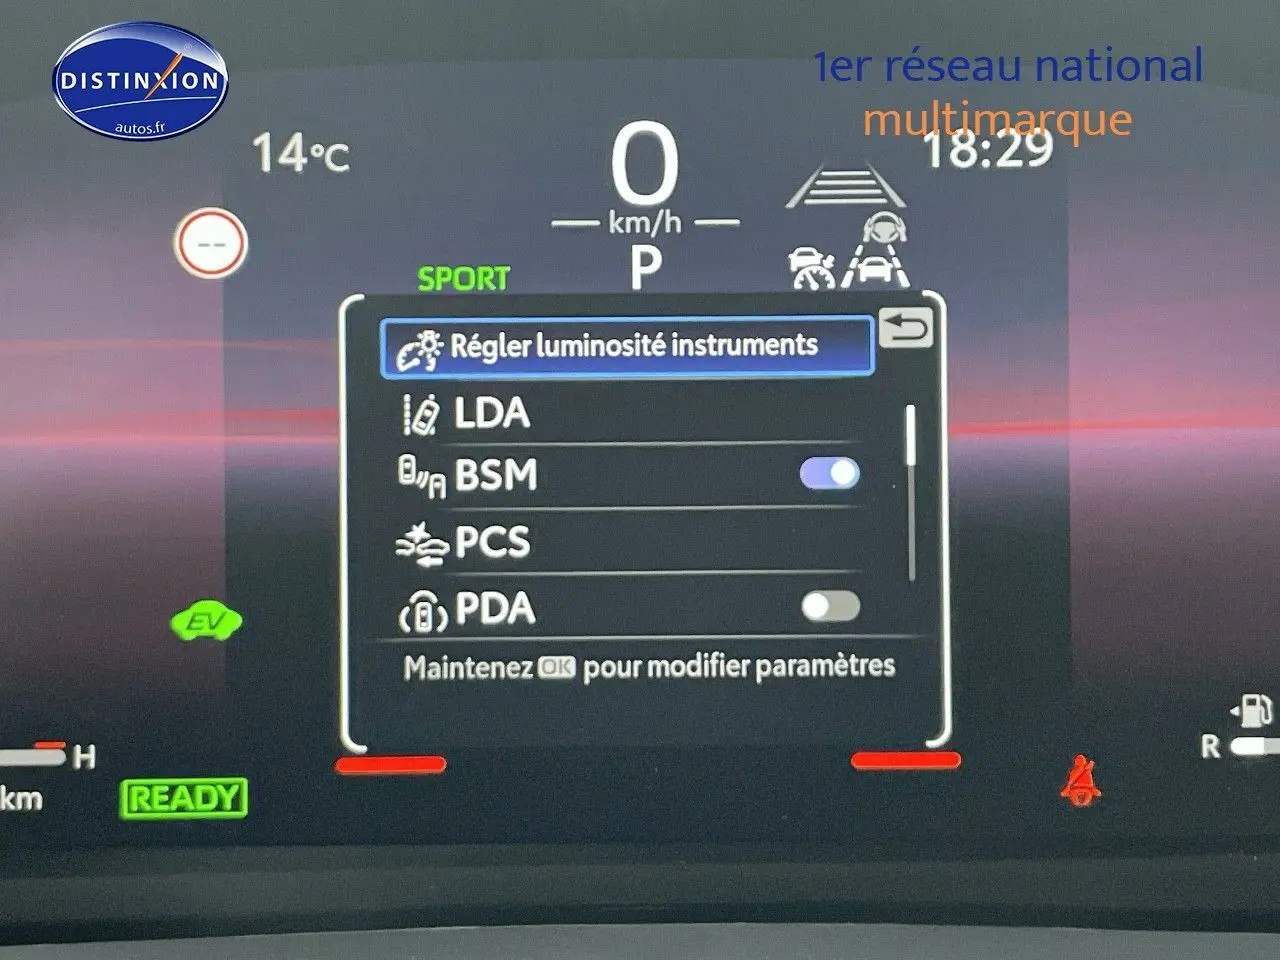 DISTINXION
autos.fr
1er réseau national
multimarque
14°C
0
km/h
18:29
--
P
SPORT
Régler luminosité instruments
LDA
BSM
PCS
PDA
Maintenez OK pour modifier paramètres
EV
H
km
READY
R